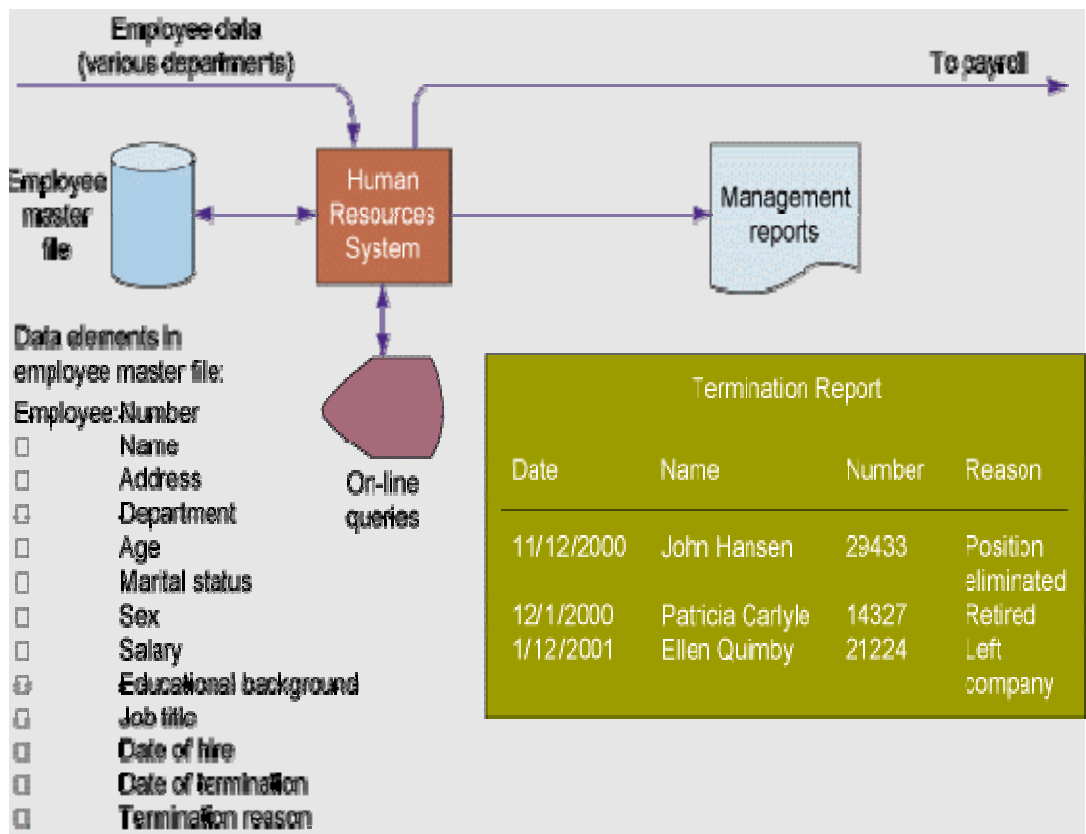 Employee data
(various departments)
To payroll
Employee
master
file
Human
Resources
System
Management
reports
On-line
queries
Data elements in
employee master file:
Employee: Number
Name
Address
Department
Age
Marital status
Sex
Salary
Educational background
Job title
Date of hire
Date of termination
Termination reason
Termination Report
Date Name Number Reason
11/12/2000 John Hansen 29433 Position
eliminated
12/1/2000 Patricia Carlyle 14327 Retired
1/12/2001 Ellen Quimby 21224 Left
company